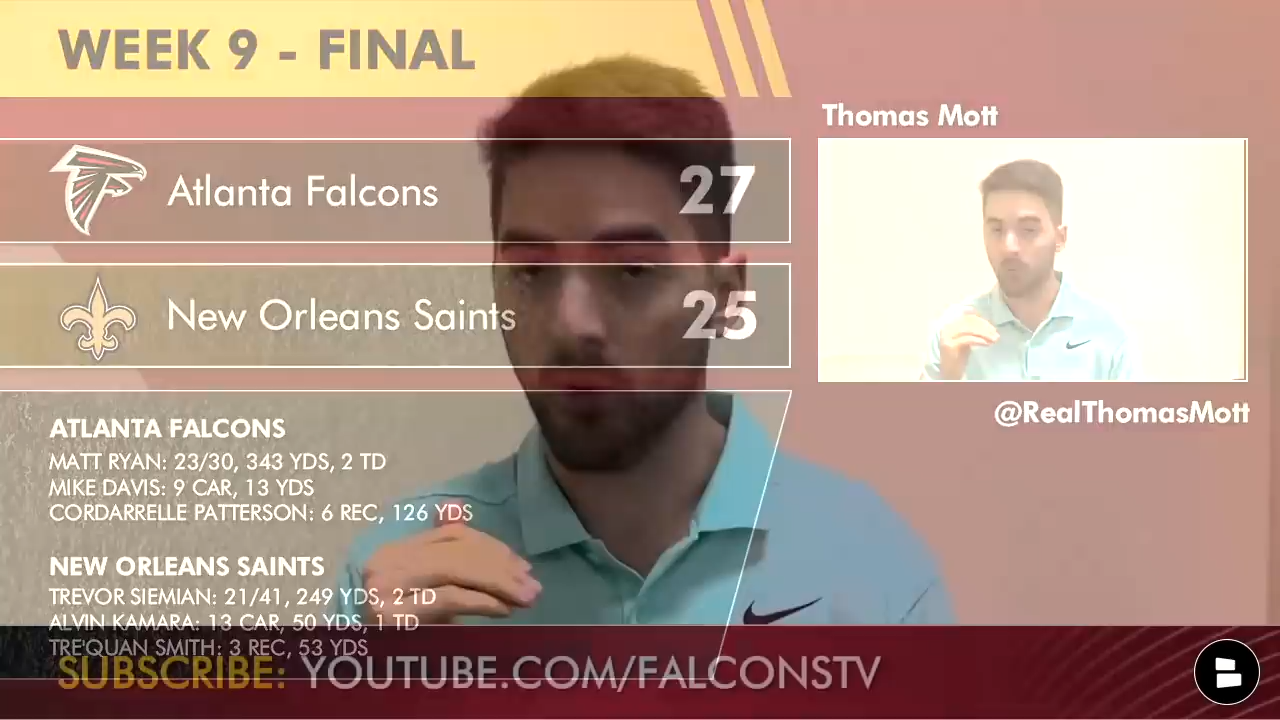 WEEK 9 - FINAL
Atlanta Falcons 27
New Orleans Saints 25
ATLANTA FALCONS
MATT RYAN: 23/30, 343 YDS, 2 TD
MIKE DAVIS: 9 CAR, 13 YDS
CORDARRELLE PATTERSON: 6 REC, 126 YDS
NEW ORLEANS SAINTS
TREVOR SIEMIAN: 21/41, 249 YDS, 2 TD
ALVIN KAMARA: 13 CAR, 50 YDS, 1 TD
TRE'QUAN SMITH: 3 REC, 53 YDS
Thomas Mott
@RealThomasMott
SUBSCRIBE: YOUTUBE.COM/FALCONSTV